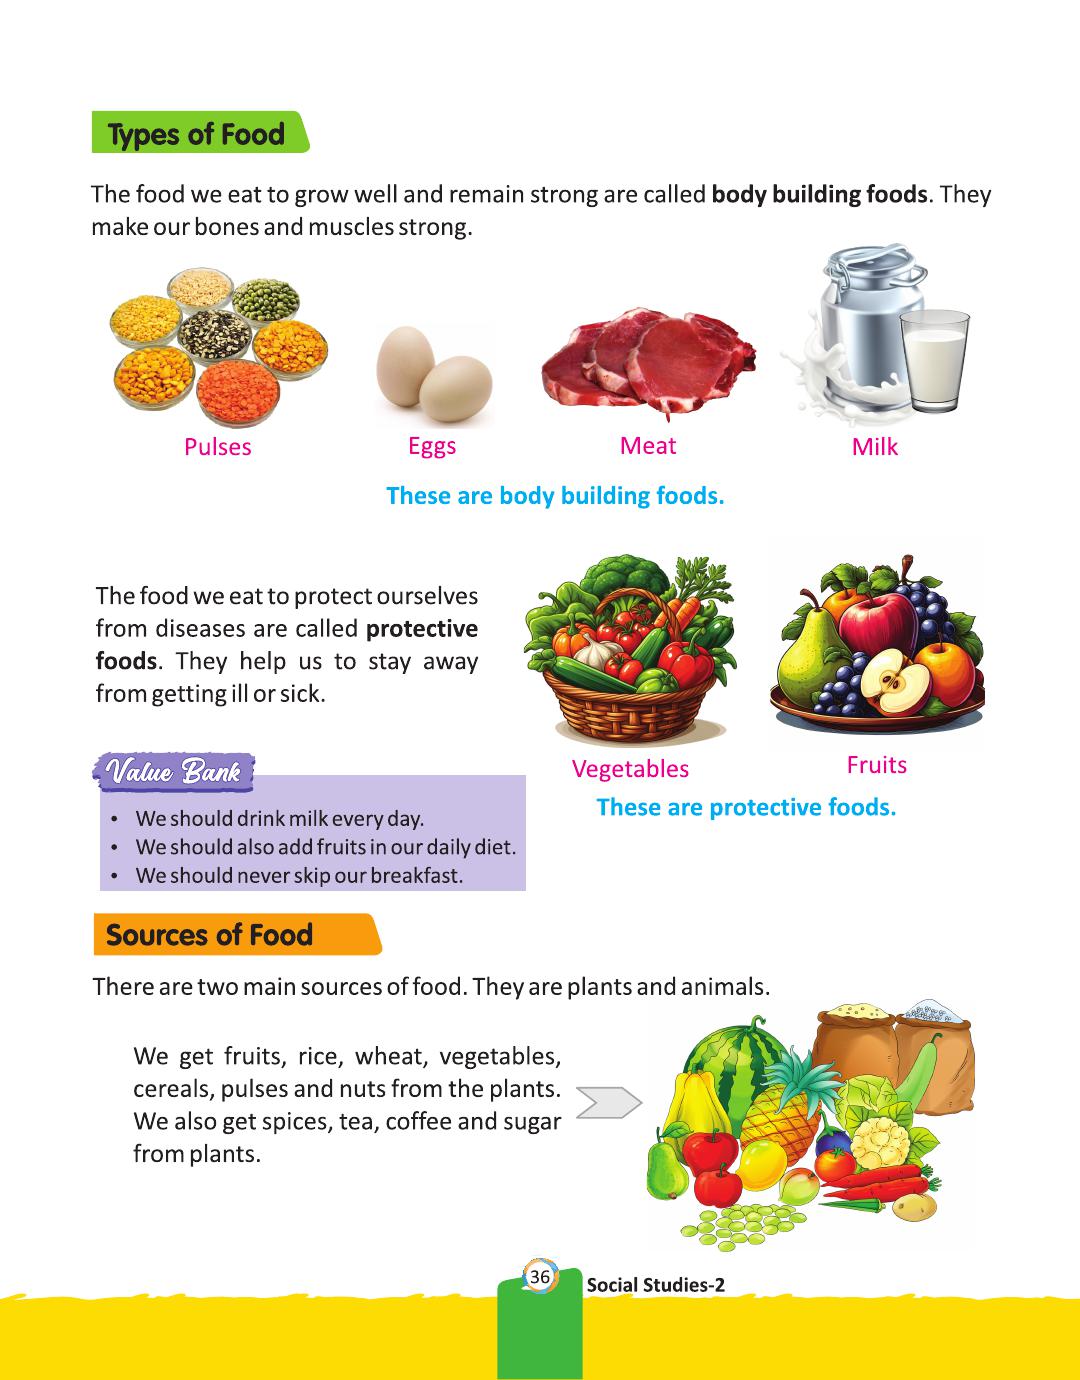 Types of Food
The food we eat to grow well and remain strong are called body building foods. They
make our bones and muscles strong.
Pulses
Eggs
Meat
Milk
These are body building foods.
The food we eat to protect ourselves
from diseases are called protective
foods. They help us to stay away
from getting ill or sick.
Vegetables
Fruits
These are protective foods.
Value Bank
• We should drink milk every day.
• We should also add fruits in our daily diet.
• We should never skip our breakfast.
Sources of Food
There are two main sources of food. They are plants and animals.
We get fruits, rice, wheat, vegetables,
cereals, pulses and nuts from the plants.
We also get spices, tea, coffee and sugar
from plants.
36
Social Studies-2